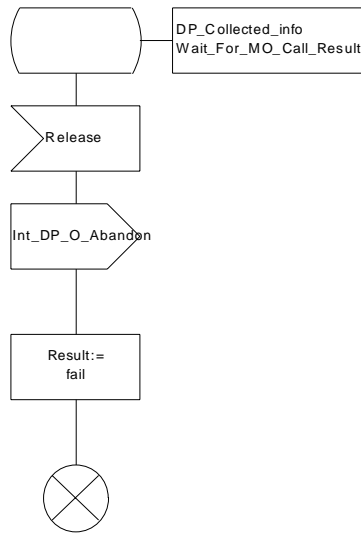 DP_Collected_info
Wait_For_MO_Call_Result
Release
Int_DP_O_Abandon
Result:=
fail